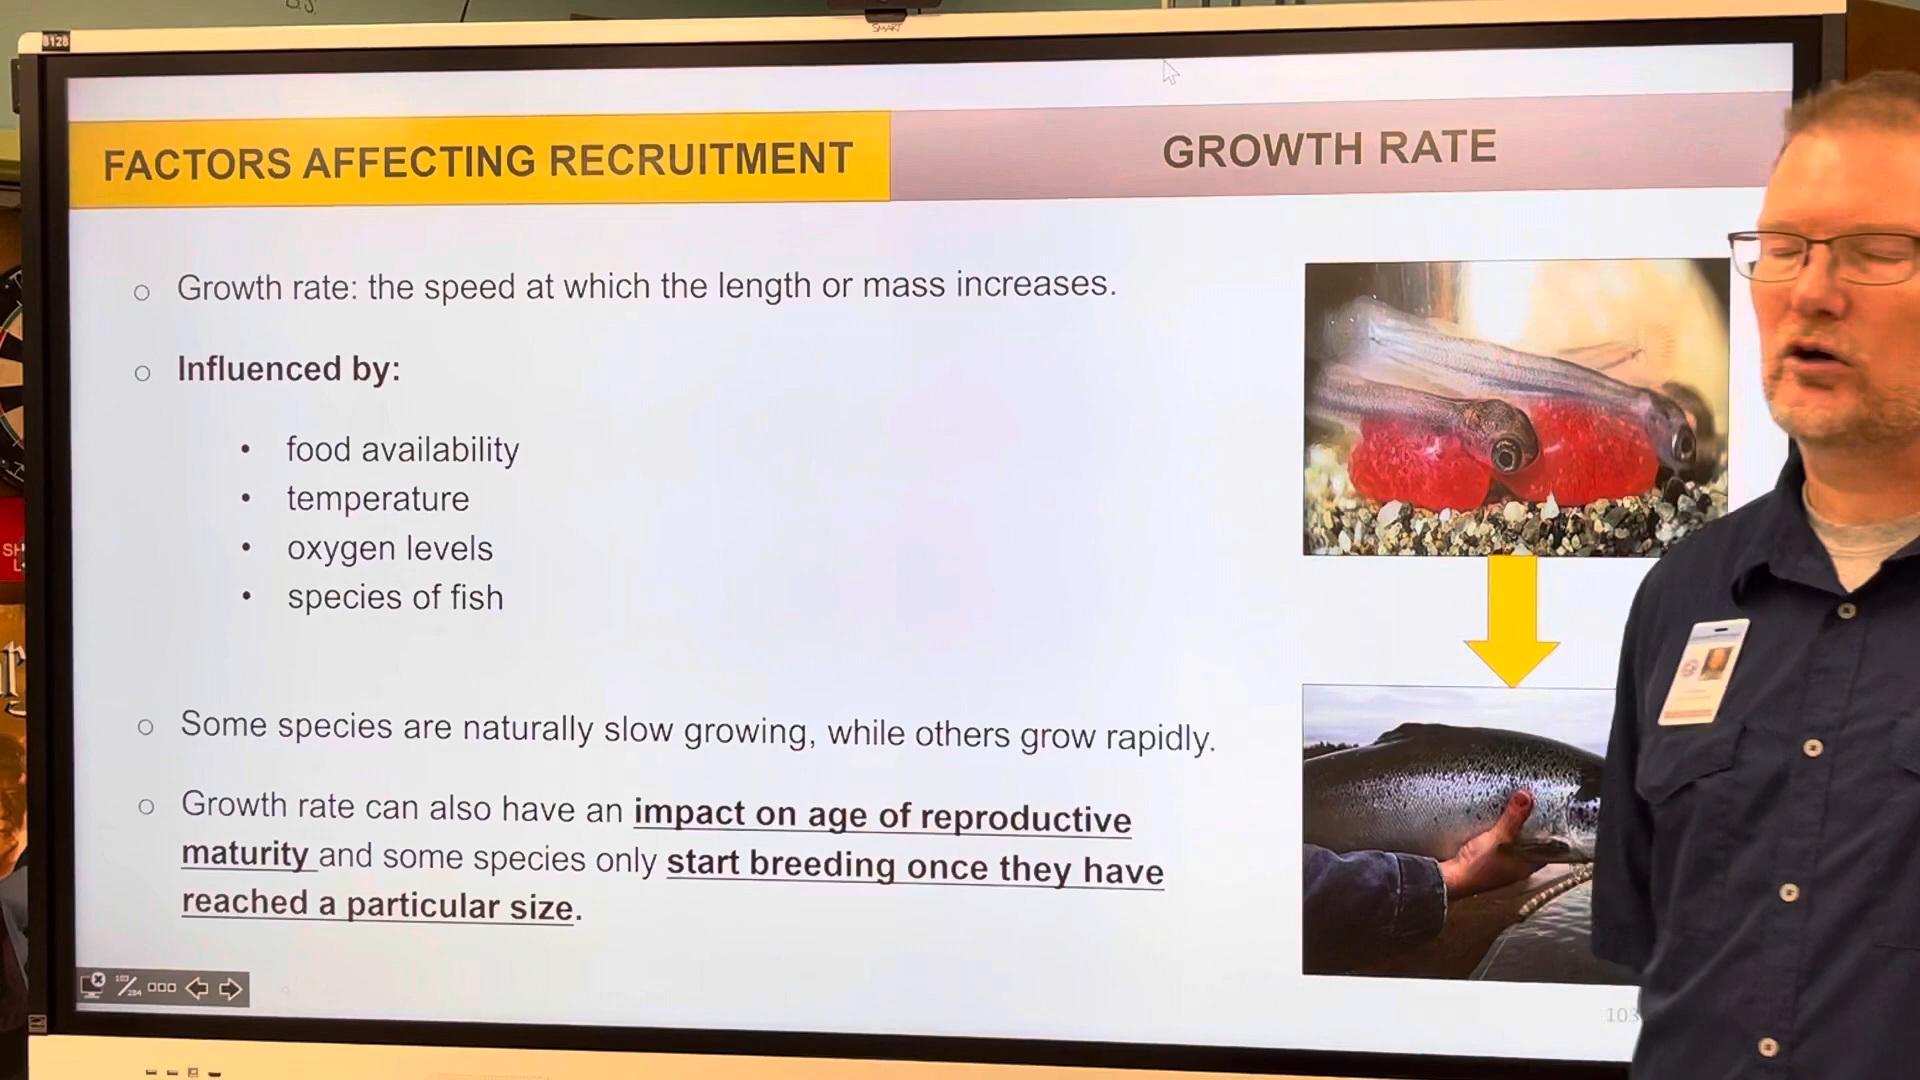 B128
SMART
FACTORS AFFECTING RECRUITMENT
GROWTH RATE
Growth rate: the speed at which the length or mass increases.
Influenced by:
food availability
temperature
oxygen levels
species of fish
Some species are naturally slow growing, while others grow rapidly.
Growth rate can also have an impact on age of reproductive
maturity and some species only start breeding once they have
reached a particular size.
103